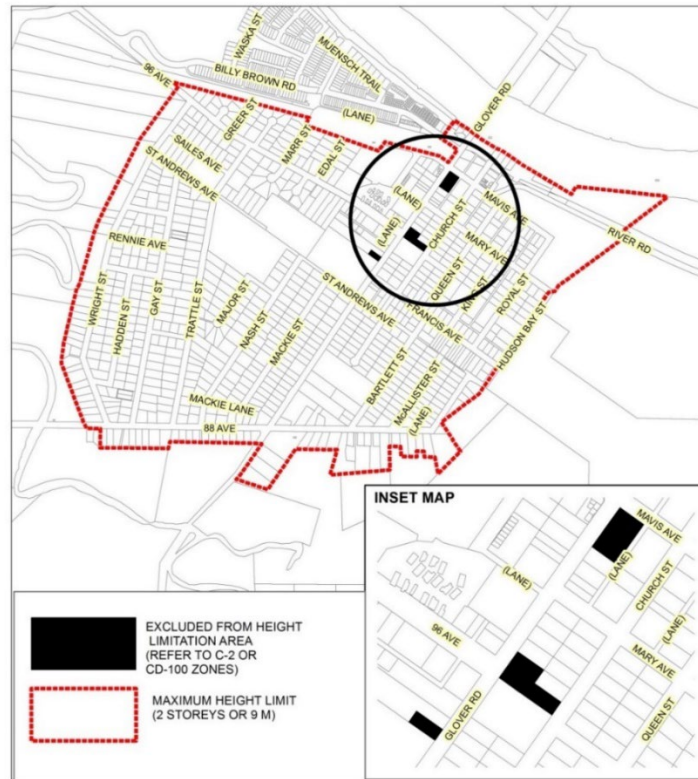 WASKA ST
MUENSCH TRAIL
BILLY BROWN RD
96 AVE
GLOVER RD
GREER ST
(LANE)
MARR ST
EDAL ST
SAILES AVE
ST ANDREWS AVE
(LANE)
CHURCH ST
MAVIS AVE
(LANE)
RIVER RD
RENNIE AVE
MARY AVE
QUEEN ST
KING ST
ROYAL ST
WRIGHT ST
HADDEN ST
GAY ST
TRATTLE ST
MAJOR ST
NASH ST
MACKIE ST
ST ANDREWS AVE
FRANCIS AVE
HUDSON BAY ST
BARTLETT ST
McALLISTER ST
(LANE)
MACKIE LANE
88 AVE
INSET MAP
MAVIS AVE
(LANE)
(LANE)
CHURCH ST
(LANE)
96 AVE
MARY AVE
GLOVER RD
QUEEN ST
EXCLUDED FROM HEIGHT
LIMITATION AREA
(REFER TO C-2 OR
CD-100 ZONES)
MAXIMUM HEIGHT LIMIT
(2 STOREYS OR 9 M)